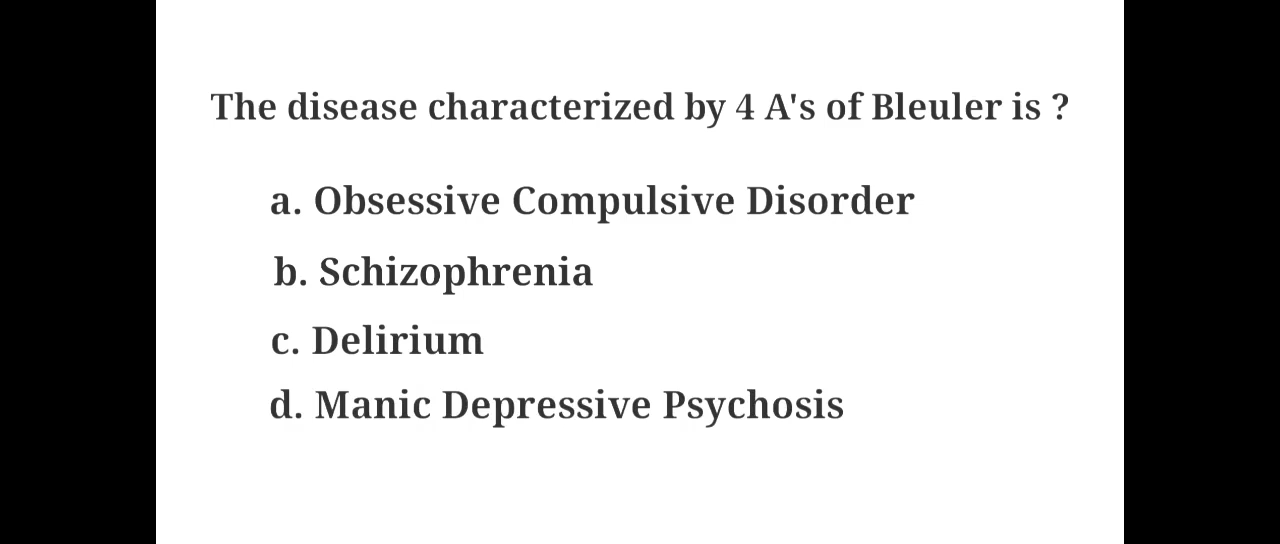 The disease characterized by 4 A's of Bleuler is ?
a. Obsessive Compulsive Disorder
b. Schizophrenia
c. Delirium
d. Manic Depressive Psychosis